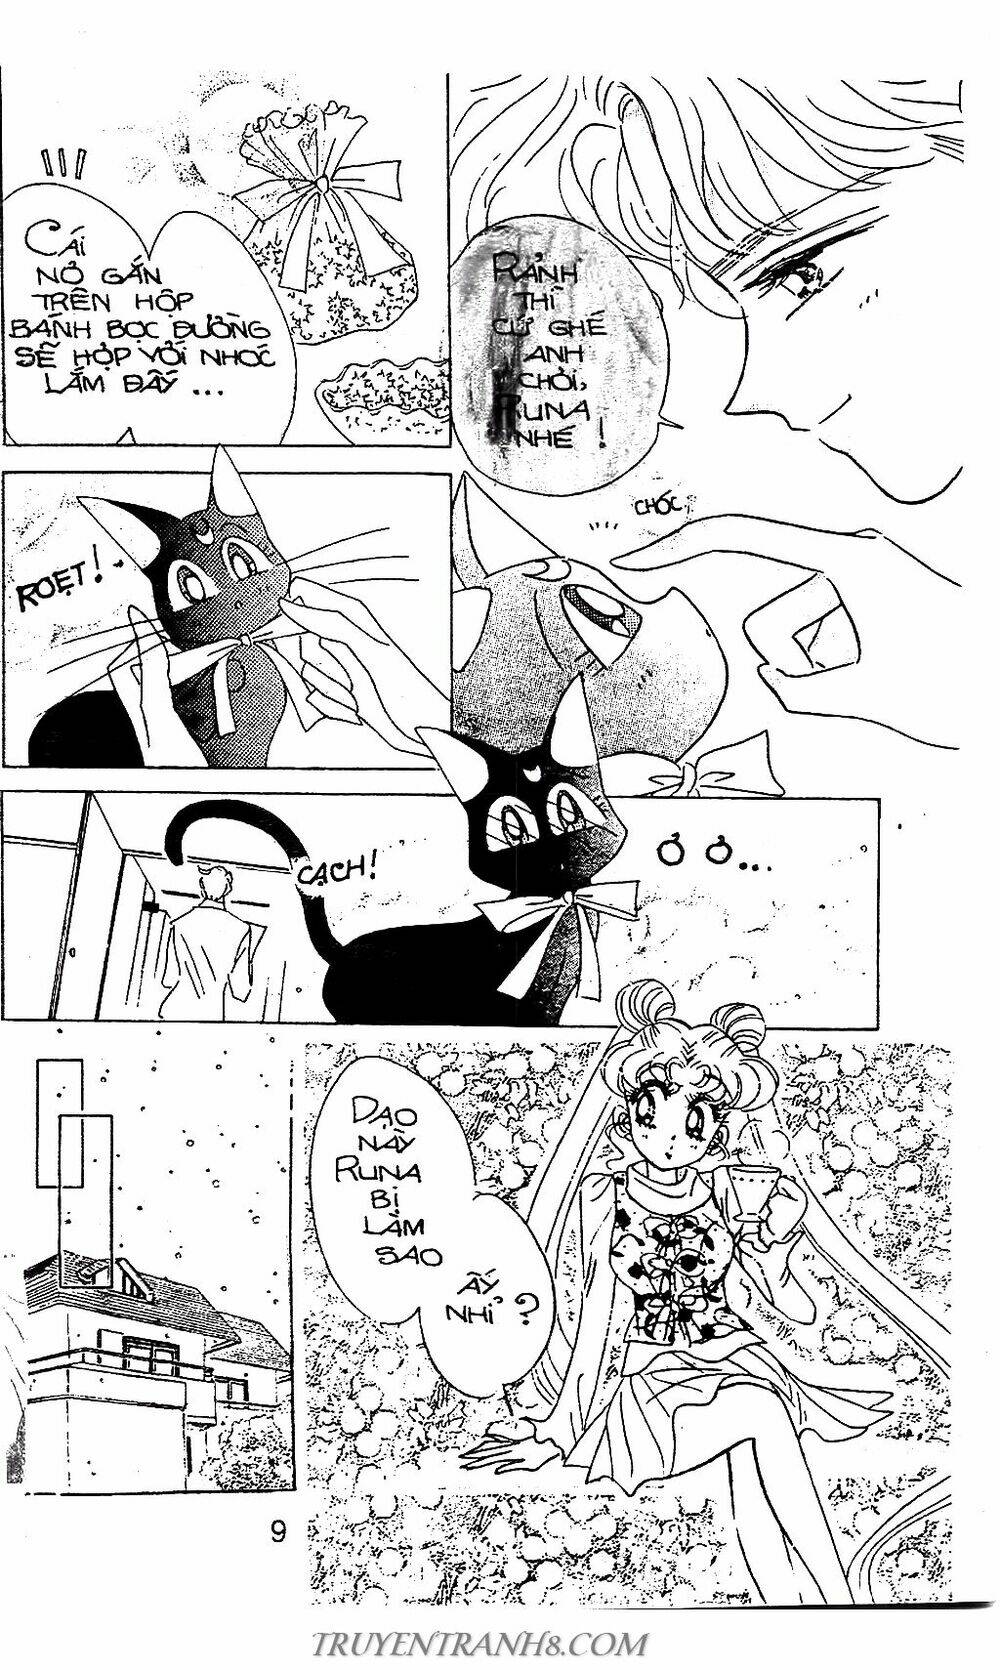 CÁI
NƠ GẮN
TRÊN HỘP
BÁNH BỌC ĐƯỜNG
SẼ HỢP VỚI NHÓC
LẮM ĐẤY...
RẢNH
THÌ
CỨ GHÉ
ANH
CHƠI,
RUNA
NHÉ!
CHÓC
ROẸT!
CẠCH!
Ơ Ơ...
DẠO
NÀY
RUNA
BỊ
LÀM
SAO
ẤY
NHỈ?
9
TRUYENTRANH8.COM